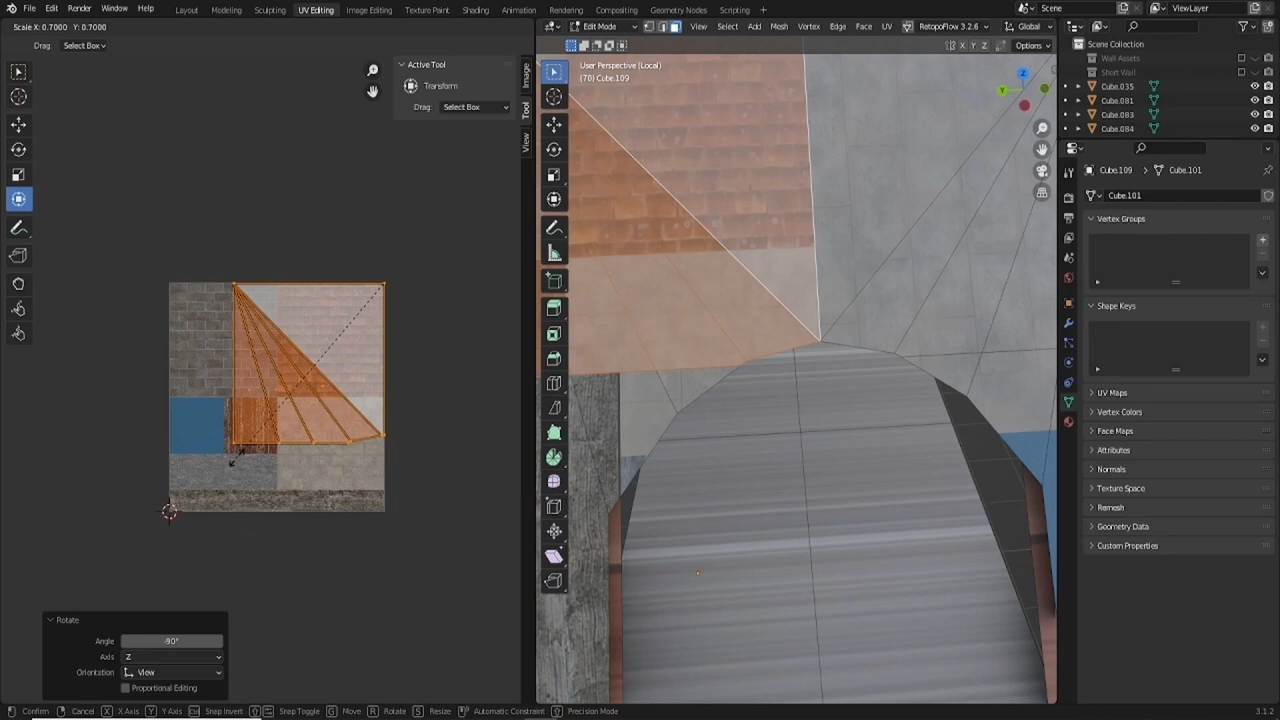 File Edit Render Window Help Layout Modeling Sculpting UV Editing Image Editing Texture Paint Shading Animation Rendering Compositing Geometry Nodes Scripting + Scene ViewLayer
Scale X: 0.7000 Y: 0.7000
Edit Mode View Select Add Mesh Vertex Edge Face UV RetopoFlow 3.2.6 Global
Drag: Select Box
X Y Z Options
Scene Collection
Wall Assets
Short Wall
Cube.035
Cube.081
Cube.083
Cube.084
Active Tool
Transform
Drag: Select Box
Image
Tool
View
User Perspective (Local)
(70) Cube.109
Z
Y
Cube.109 Cube.101
Cube.101
Vertex Groups
Shape Keys
UV Maps
Vertex Colors
Face Maps
Attributes
Normals
Texture Space
Remesh
Geometry Data
Custom Properties
Rotate
Angle -90°
Axis Z
Orientation View
Proportional Editing
Confirm Cancel X X Axis Y Y Axis Snap Invert Snap Toggle G Move R Rotate S Resize Automatic Constraint Precision Mode
3.1.2